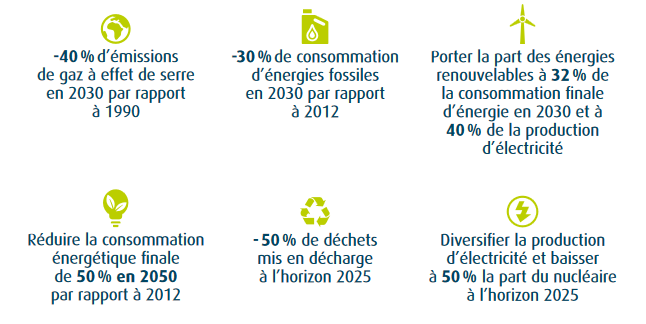 -40 % d'émissions
de gaz à effet de serre
en 2030 par rapport
à 1990
-30 % de consommation
d'énergies fossiles
en 2030 par rapport à
2012
Porter la part des énergies
renouvelables à 32 % de
la consommation finale
d'énergie en 2030 et à
40 % de la production
d'électricité
Réduire la consommation
énergétique finale
de 50 % en 2050
par rapport à 2012
- 50 % de déchets
mis en décharge
à l'horizon 2025
Diversifier la production
d'électricité et baisser
à 50 % la part du nucléaire
à l'horizon 2025